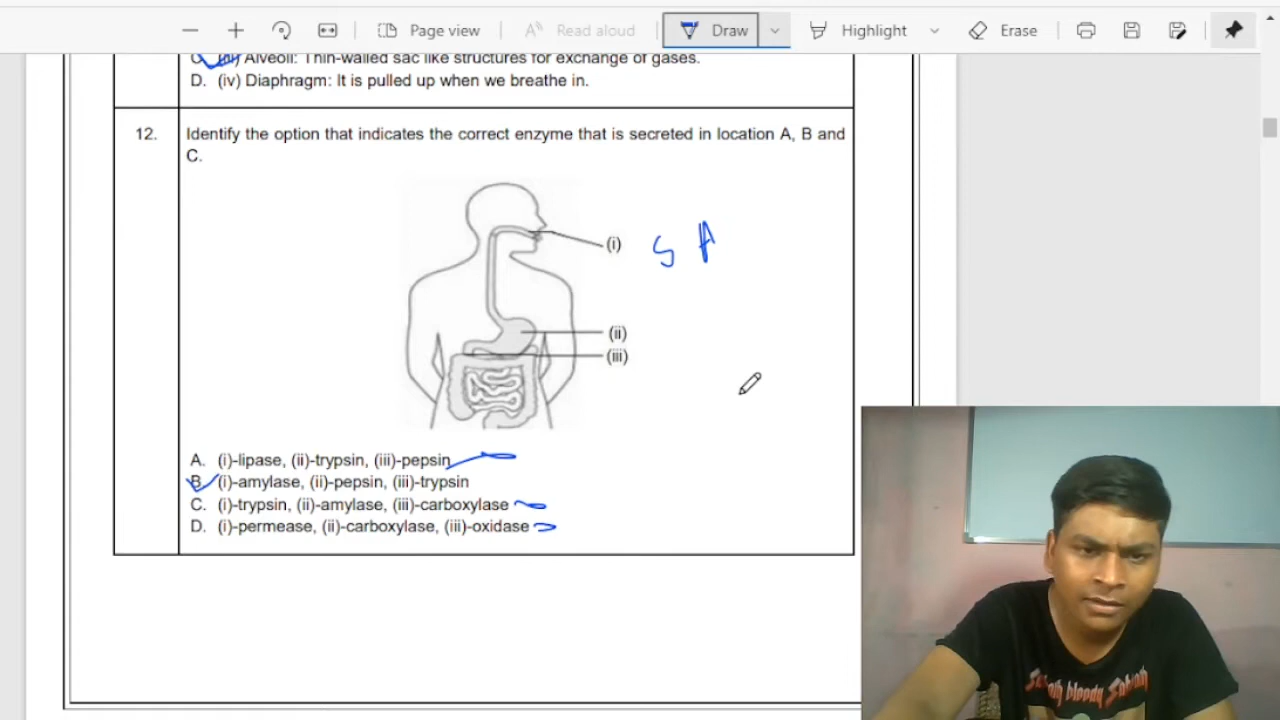 Page view
Read aloud
Draw
Highlight
Erase
Alveoli: Thin-walled sac like structures for exchange of gases.
D. (iv) Diaphragm: It is pulled up when we breathe in.
12. Identify the option that indicates the correct enzyme that is secreted in location A, B and
C.
(i) S A
(ii)
(iii)
A. (i)-lipase, (ii)-trypsin, (iii)-pepsin
B. (i)-amylase, (ii)-pepsin, (iii)-trypsin
C. (i)-trypsin, (ii)-amylase, (iii)-carboxylase
D. (i)-permease, (ii)-carboxylase, (iii)-oxidase